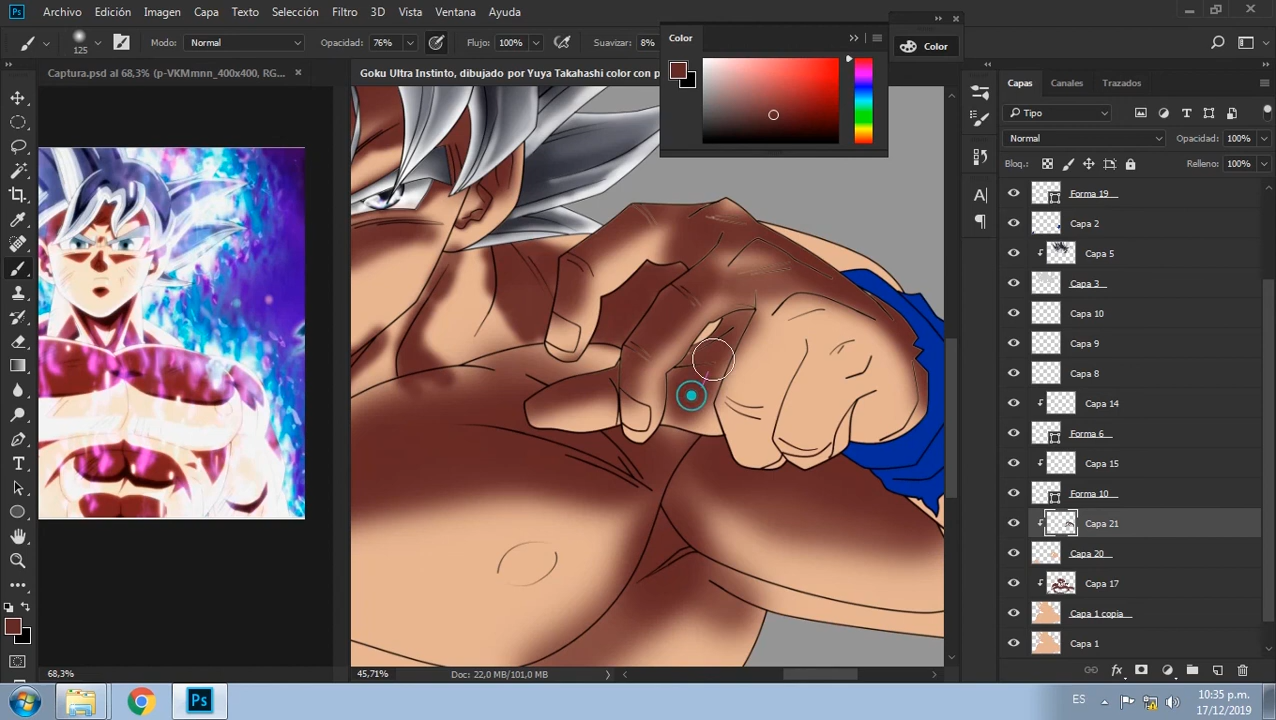 Ps Archivo Edición Imagen Capa Texto Selección Filtro 3D Vista Ventana Ayuda
125 Modo: Normal Opacidad: 76% Flujo: 100% Suavizar: 8%
Color
Color
Captura.psd al 68,3% (p-VKMmnn_400x400, RG...
Goku Ultra Instinto, dibujado por Yuya Takahashi color con p
Capas Canales Trazados
Tipo
Normal Opacidad: 100%
Bloq.: Relleno: 100%
Forma 19
Capa 2
Capa 5
Capa 3
Capa 10
Capa 9
Capa 8
Capa 14
Forma 6
Capa 15
Forma 10
Capa 21
Capa 20
Capa 17
Capa 1 copia
Capa 1
68,3%
45,71% Doc: 22,0 MB/101,0 MB
fx
Ps
ES
10:35 p.m.
17/12/2019